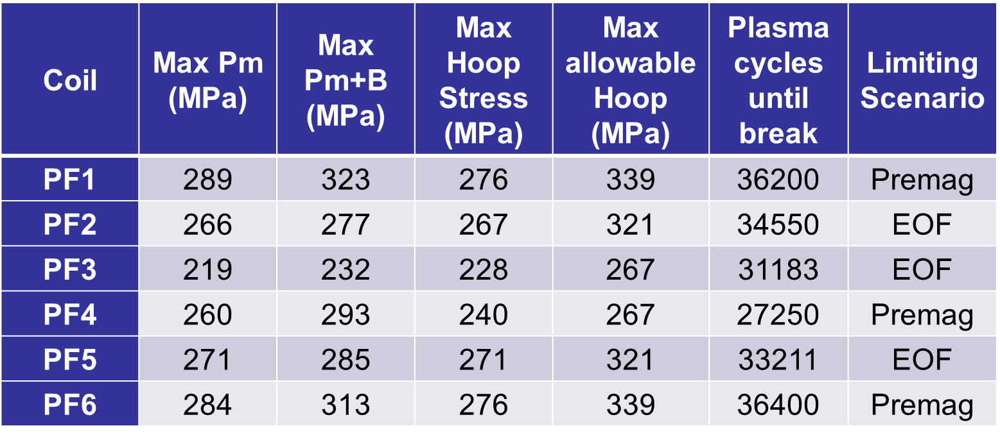 Coil
Max Pm
(MPa)
Max
Pm+B
(MPa)
Max
Hoop
Stress
(MPa)
Max
allowable
Hoop
(MPa)
Plasma
cycles
until
break
Limiting
Scenario
PF1 289 323 276 339 36200 Premag
PF2 266 277 267 321 34550 EOF
PF3 219 232 228 267 31183 EOF
PF4 260 293 240 267 27250 Premag
PF5 271 285 271 321 33211 EOF
PF6 284 313 276 339 36400 Premag